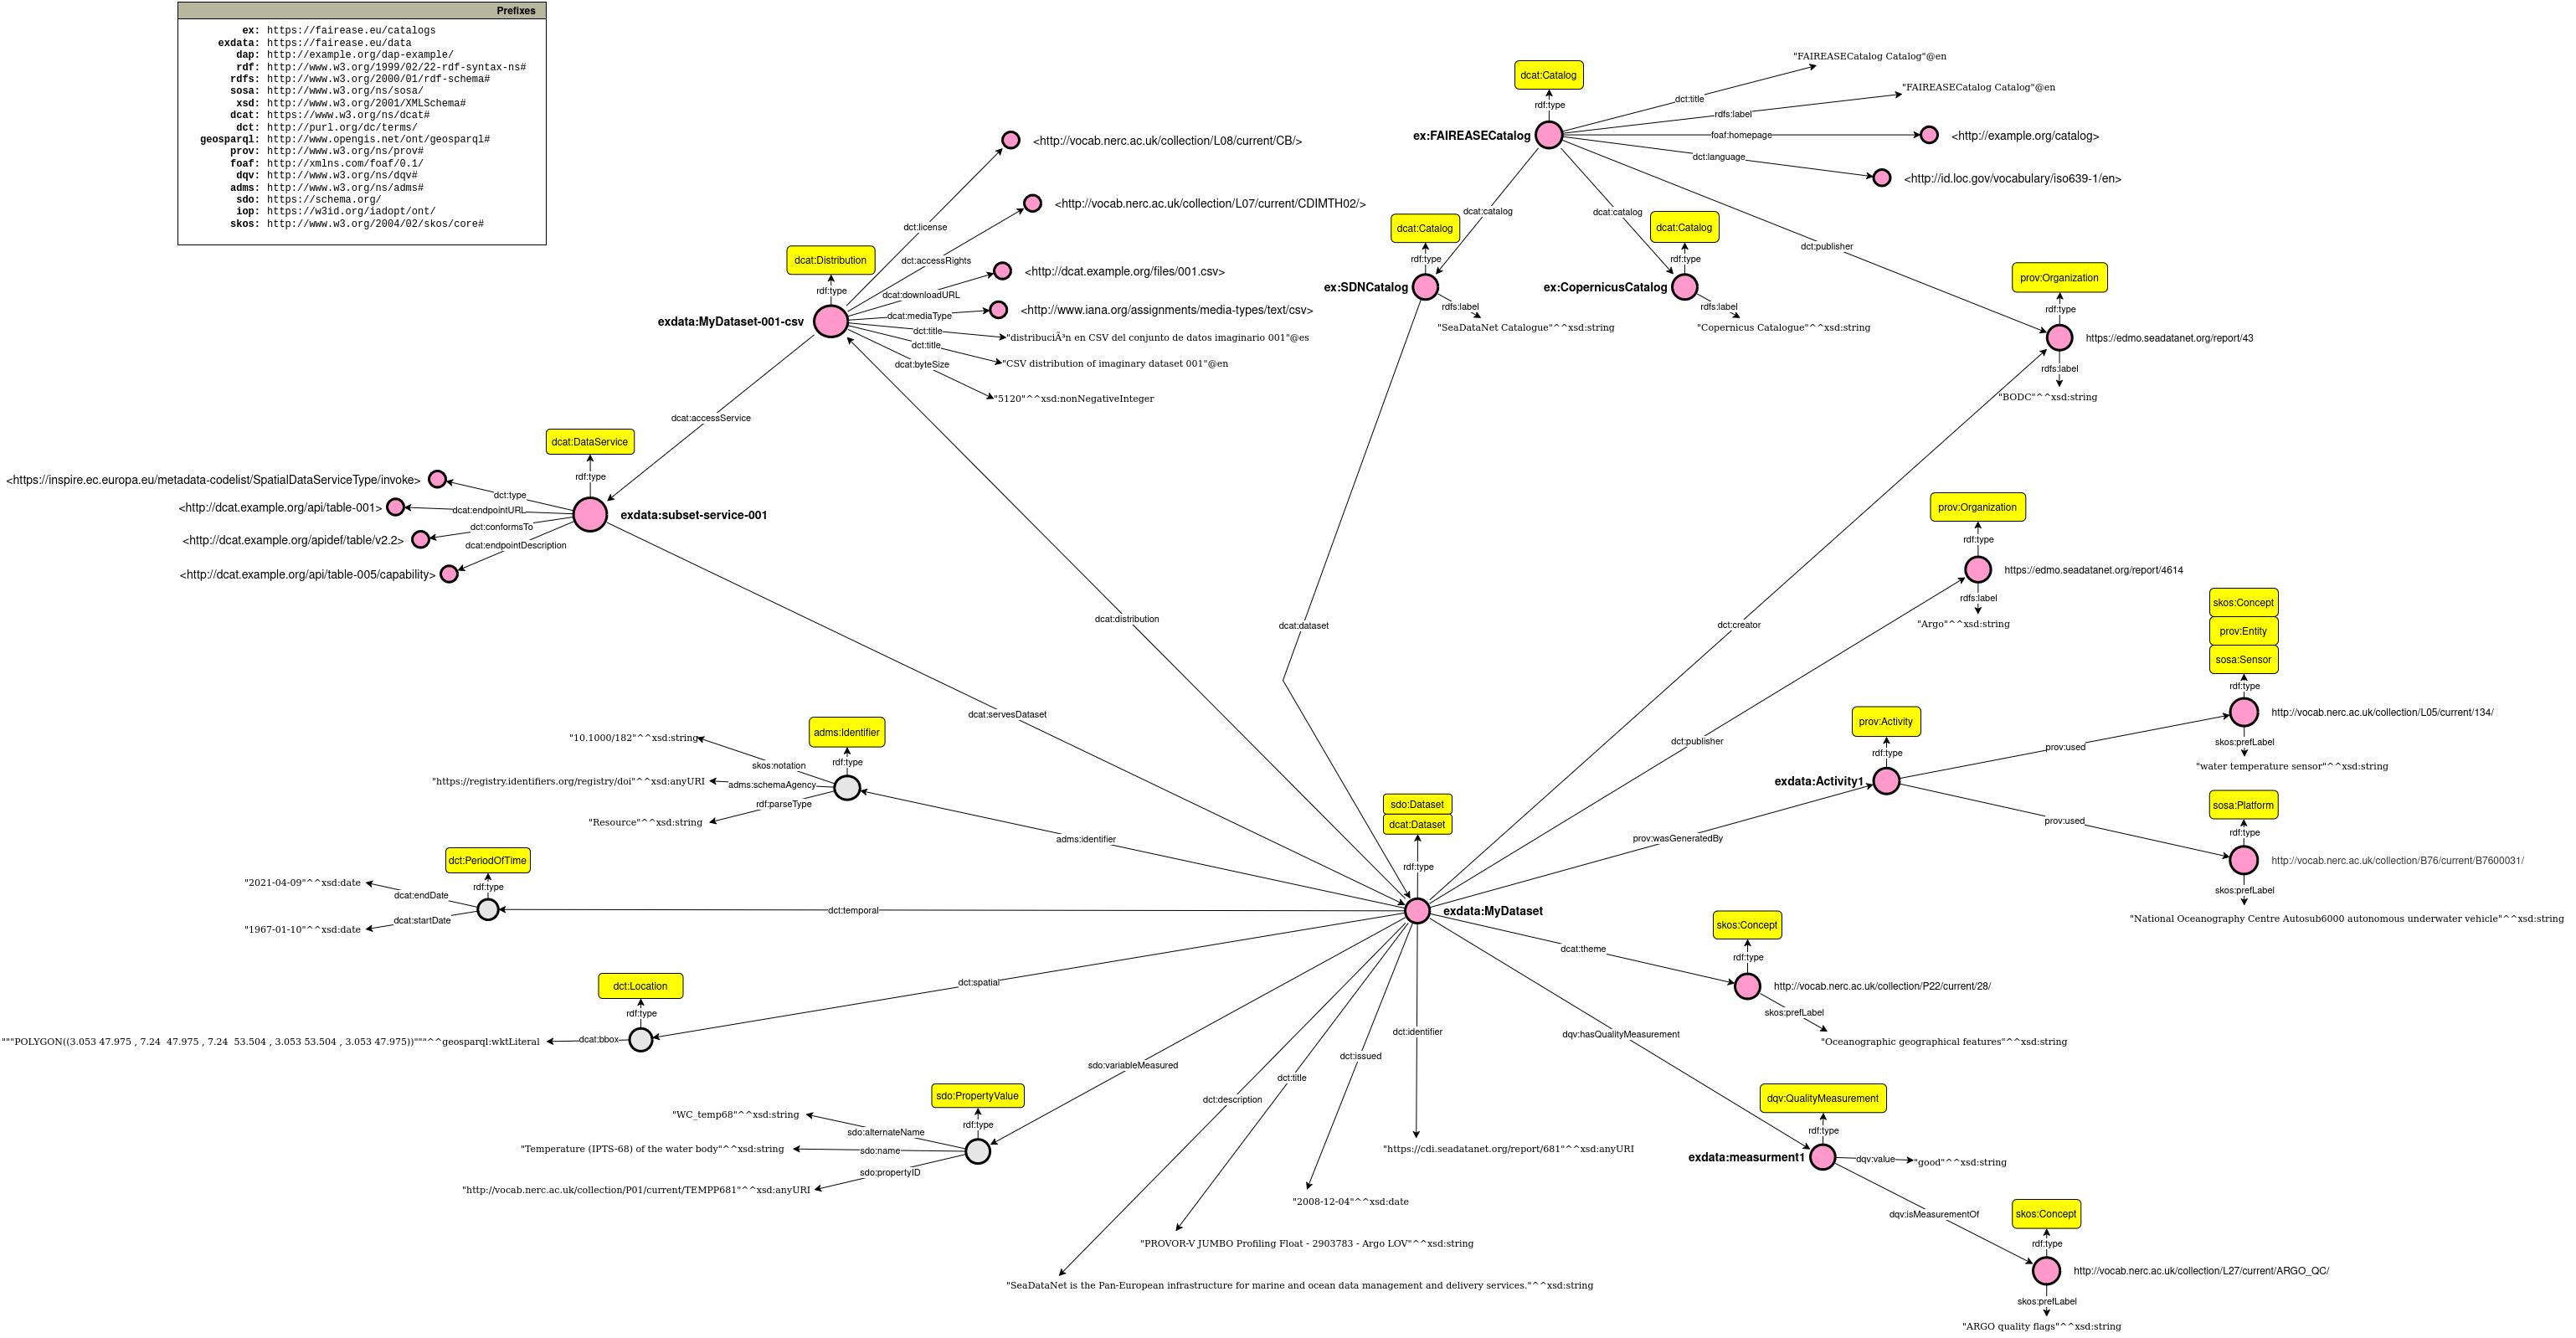 Prefixes
ex: https://fairease.eu/catalogs
exdata: https://fairease.eu/data
dap: http://example.org/dap-example/
rdf: http://www.w3.org/1999/02/22-rdf-syntax-ns#
rdfs: http://www.w3.org/2000/01/rdf-schema#
sosa: http://www.w3.org/ns/sosa/
xsd: http://www.w3.org/2001/XMLSchema#
dcat: https://www.w3.org/ns/dcat#
dct: http://purl.org/dc/terms/
geosparql: http://www.opengis.net/ont/geosparql#
prov: http://www.w3.org/ns/prov#
foaf: http://xmlns.com/foaf/0.1/
dqv: http://www.w3.org/ns/dqv#
adms: http://www.w3.org/ns/adms#
sdo: https://schema.org/
iop: https://w3id.org/iadopt/ont/
skos: http://www.w3.org/2004/02/skos/core#
dcat:Catalog
rdf:type
ex:FAIREASECatalog
dct:title
"FAIREASECatalog Catalog"@en
rdfs:label
"FAIREASECatalog Catalog"@en
foaf:homepage
<http://example.org/catalog>
dct:language
<http://id.loc.gov/vocabulary/iso639-1/en>
dcat:catalog
dcat:catalog
dct:publisher
dcat:Catalog
rdf:type
ex:SDNCatalog
rdfs:label
"SeaDataNet Catalogue"^^xsd:string
dcat:Catalog
rdf:type
ex:CopernicusCatalog
rdfs:label
"Copernicus Catalogue"^^xsd:string
prov:Organization
rdf:type
https://edmo.seadatanet.org/report/43
rdfs:label
"BODC"^^xsd:string
dcat:Distribution
rdf:type
exdata:MyDataset-001-csv
dct:license
<http://vocab.nerc.ac.uk/collection/L08/current/CB/>
dct:accessRights
<http://vocab.nerc.ac.uk/collection/L07/current/CDIMTH02/>
dcat:downloadURL
<http://dcat.example.org/files/001.csv>
dcat:mediaType
<http://www.iana.org/assignments/media-types/text/csv>
dct:title
"distribuciÃ³n en CSV del conjunto de datos imaginario 001"@es
dct:title
"CSV distribution of imaginary dataset 001"@en
dcat:byteSize
"5120"^^xsd:nonNegativeInteger
dcat:accessService
dcat:DataService
rdf:type
exdata:subset-service-001
dct:type
<https://inspire.ec.europa.eu/metadata-codelist/SpatialDataServiceType/invoke>
dcat:endpointURL
<http://dcat.example.org/api/table-001>
dct:conformsTo
<http://dcat.example.org/apidef/table/v2.2>
dcat:endpointDescription
<http://dcat.example.org/api/table-005/capability>
dcat:distribution
dcat:dataset
dct:creator
dcat:servesDataset
dct:publisher
prov:Organization
rdf:type
https://edmo.seadatanet.org/report/4614
rdfs:label
"Argo"^^xsd:string
skos:Concept
prov:Entity
sosa:Sensor
rdf:type
http://vocab.nerc.ac.uk/collection/L05/current/134/
skos:prefLabel
"water temperature sensor"^^xsd:string
prov:Activity
rdf:type
exdata:Activity1
prov:used
prov:used
sosa:Platform
rdf:type
http://vocab.nerc.ac.uk/collection/B76/current/B7600031/
skos:prefLabel
"National Oceanography Centre Autosub6000 autonomous underwater vehicle"^^xsd:string
adms:Identifier
rdf:type
"10.1000/182"^^xsd:string
skos:notation
"https://registry.identifiers.org/registry/doi"^^xsd:anyURI
adms:schemaAgency
rdf:parseType
"Resource"^^xsd:string
adms:identifier
sdo:Dataset
dcat:Dataset
rdf:type
exdata:MyDataset
prov:wasGeneratedBy
dct:PeriodOfTime
rdf:type
"2021-04-09"^^xsd:date
dcat:endDate
dcat:startDate
"1967-01-10"^^xsd:date
dct:temporal
dct:Location
rdf:type
"""POLYGON((3.053 47.975 , 7.24  47.975 , 7.24  53.504 , 3.053 53.504 , 3.053 47.975))"""^^geosparql:wktLiteral
dcat:bbox
dct:spatial
sdo:variableMeasured
sdo:PropertyValue
rdf:type
"WC_temp68"^^xsd:string
sdo:alternateName
"Temperature (IPTS-68) of the water body"^^xsd:string
sdo:name
sdo:propertyID
"http://vocab.nerc.ac.uk/collection/P01/current/TEMPP681"^^xsd:anyURI
dcat:theme
skos:Concept
rdf:type
http://vocab.nerc.ac.uk/collection/P22/current/28/
skos:prefLabel
"Oceanographic geographical features"^^xsd:string
dct:identifier
"https://cdi.seadatanet.org/report/681"^^xsd:anyURI
dct:issued
"2008-12-04"^^xsd:date
dct:title
"PROVOR-V JUMBO Profiling Float - 2903783 - Argo LOV"^^xsd:string
dct:description
"SeaDataNet is the Pan-European infrastructure for marine and ocean data management and delivery services."^^xsd:string
dqv:hasQualityMeasurement
dqv:QualityMeasurement
rdf:type
exdata:measurment1
dqv:value
"good"^^xsd:string
dqv:isMeasurementOf
skos:Concept
rdf:type
http://vocab.nerc.ac.uk/collection/L27/current/ARGO_QC/
skos:prefLabel
"ARGO quality flags"^^xsd:string